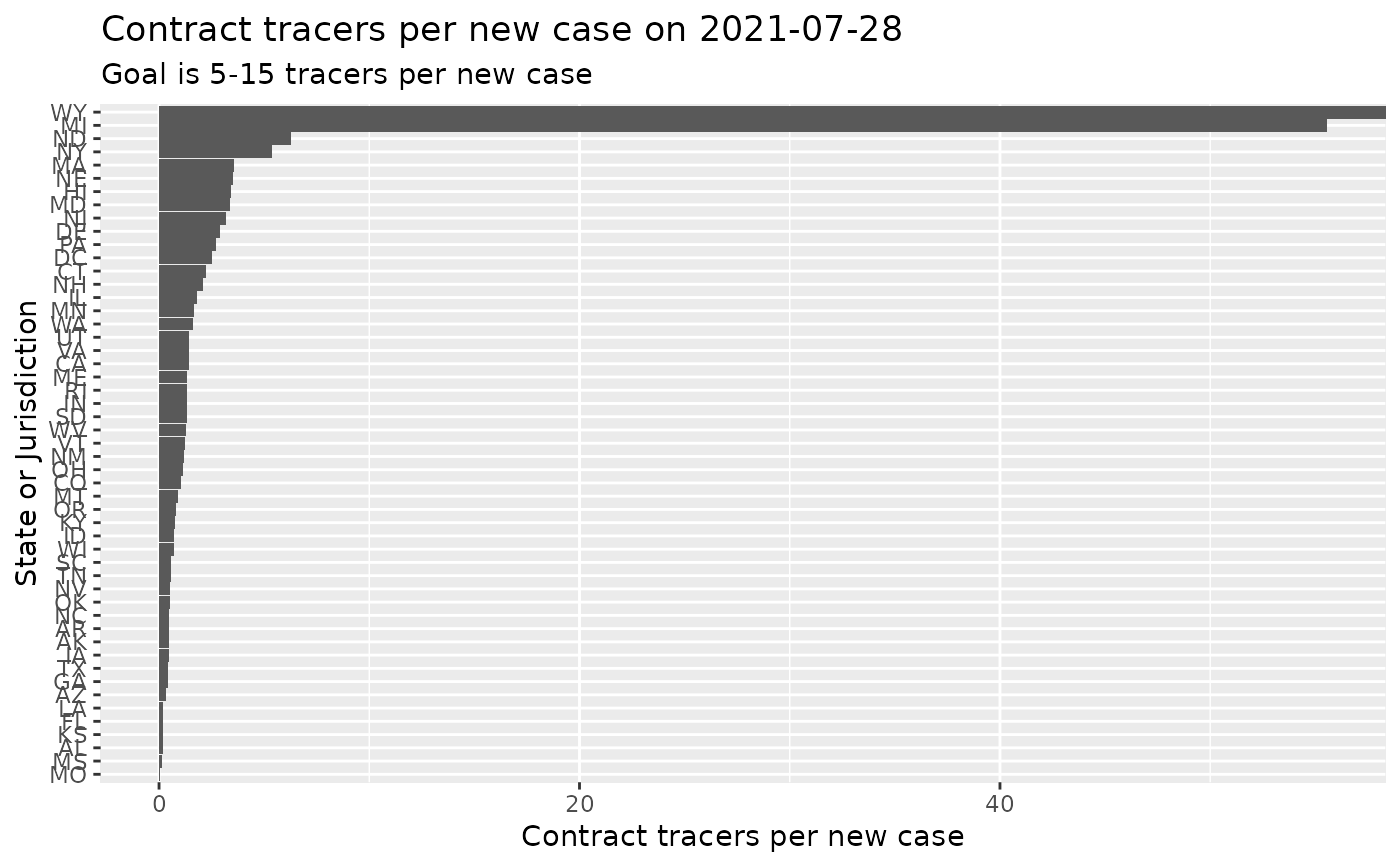 Contract tracers per new case on 2021-07-28
Goal is 5-15 tracers per new case
State or Jurisdiction
WY
MI
ND
NY
MA
NE
HI
MD
NJ
DE
PA
DC
CT
NH
IL
MN
WA
UT
VA
CA
ME
RI
IN
SD
WV
VT
NM
OH
CO
MT
OR
KY
ID
WI
SC
TN
NV
OK
NC
AR
AK
IA
TX
GA
AZ
LA
FL
KS
AL
MS
MO
0 20 40
Contract tracers per new case